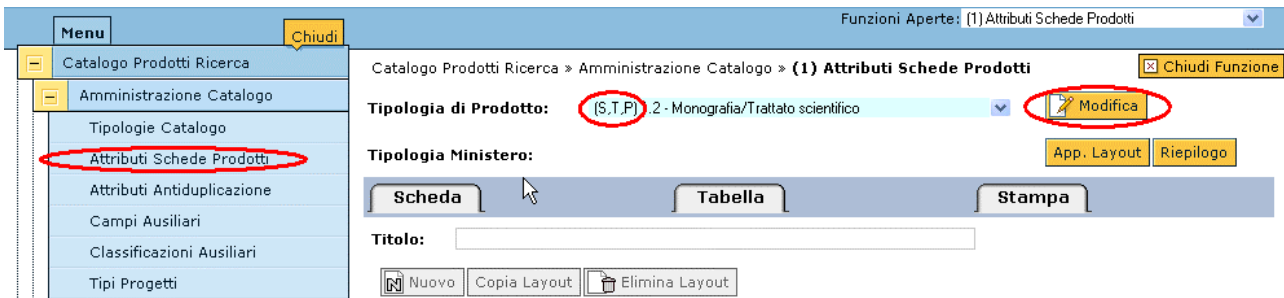 Funzioni Aperte: (1) Attributi Schede Prodotti
Menu Chiudi
Catalogo Prodotti Ricerca
Amministrazione Catalogo
Tipologie Catalogo
Attributi Schede Prodotti
Attributi Antiduplicazione
Campi Ausiliari
Classificazioni Ausiliari
Tipi Progetti
Catalogo Prodotti Ricerca » Amministrazione Catalogo » (1) Attributi Schede Prodotti Chiudi Funzione
Tipologia di Prodotto: (S,T,P) .2 - Monografia/Trattato scientifico Modifica
Tipologia Ministero: App. Layout Riepilogo
Scheda Tabella Stampa
Titolo:
Nuovo Copia Layout Elimina Layout